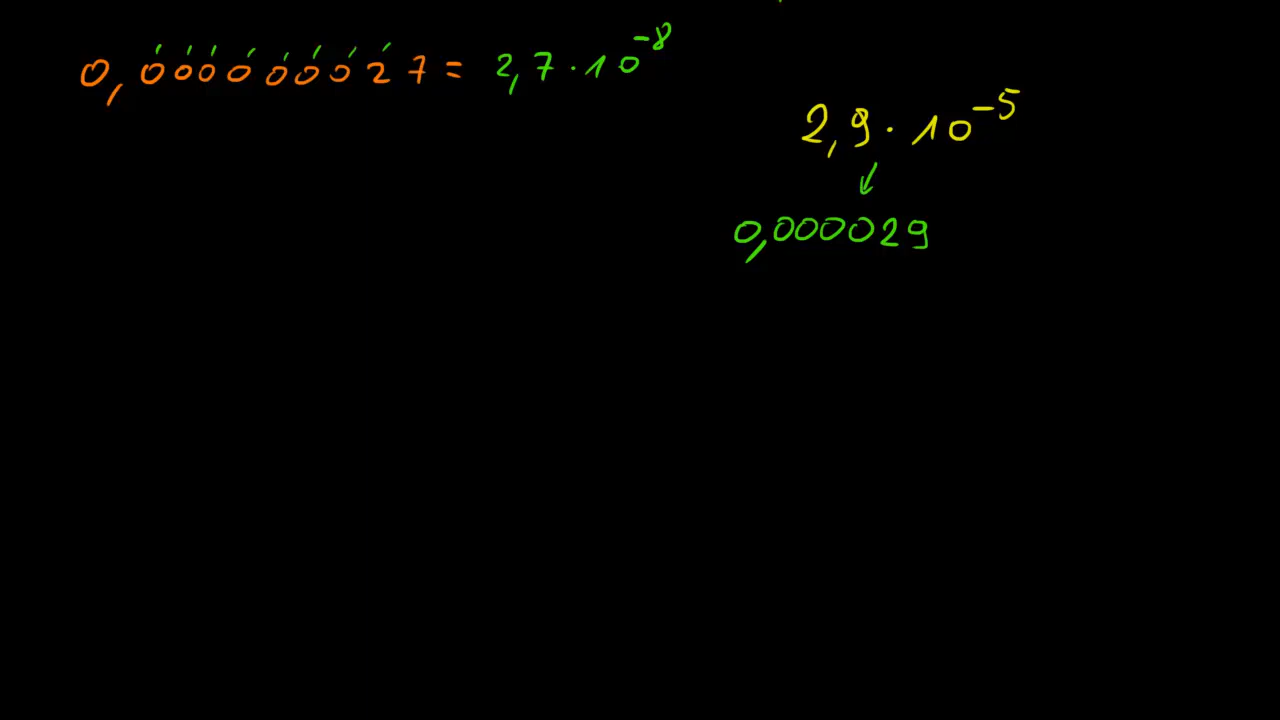 0,000000027 = 2,7 · 10⁻⁸
2,9 · 10⁻⁵
↙
0,000029